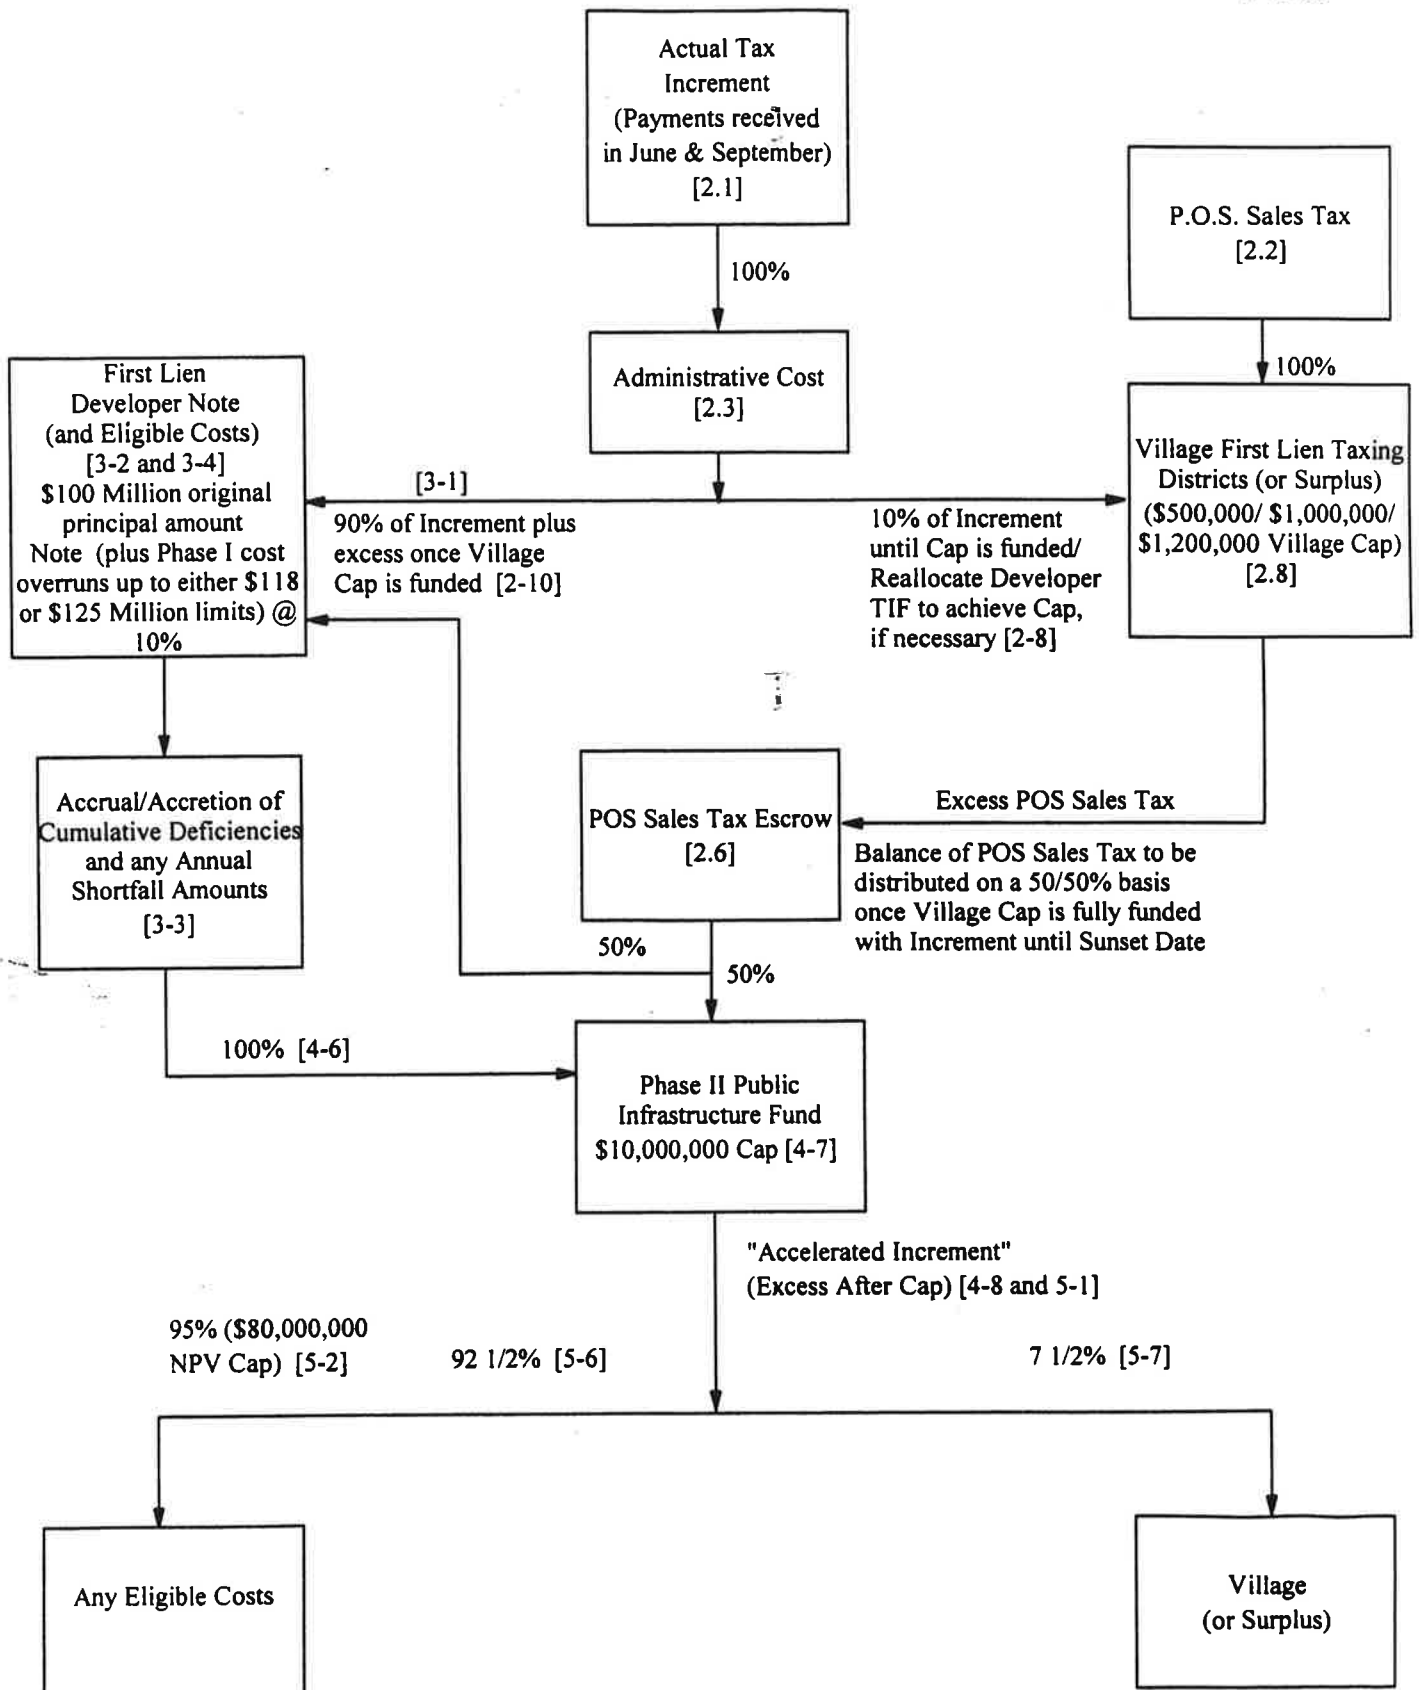 Actual Tax
Increment
(Payments received
in June & September)
[2.1]
100%
P.O.S. Sales Tax
[2.2]
100%
Administrative Cost
[2.3]
First Lien
Developer Note
(and Eligible Costs)
[3-2 and 3-4]
$100 Million original
principal amount
Note (plus Phase I cost
overruns up to either $118
or $125 Million limits) @
10%
[3-1]
90% of Increment plus
excess once Village
Cap is funded [2-10]
10% of Increment
until Cap is funded/
Reallocate Developer
TIF to achieve Cap,
if necessary [2-8]
Village First Lien Taxing
Districts (or Surplus)
($500,000/ $1,000,000/
$1,200,000 Village Cap)
[2.8]
Accrual/Accretion of
Cumulative Deficiencies
and any Annual
Shortfall Amounts
[3-3]
POS Sales Tax Escrow
[2.6]
Excess POS Sales Tax
Balance of POS Sales Tax to be
distributed on a 50/50% basis
once Village Cap is fully funded
with Increment until Sunset Date
50%
50%
100% [4-6]
Phase II Public
Infrastructure Fund
$10,000,000 Cap [4-7]
"Accelerated Increment"
(Excess After Cap) [4-8 and 5-1]
95% ($80,000,000
NPV Cap) [5-2]
92 1/2% [5-6]
7 1/2% [5-7]
Any Eligible Costs
Village
(or Surplus)